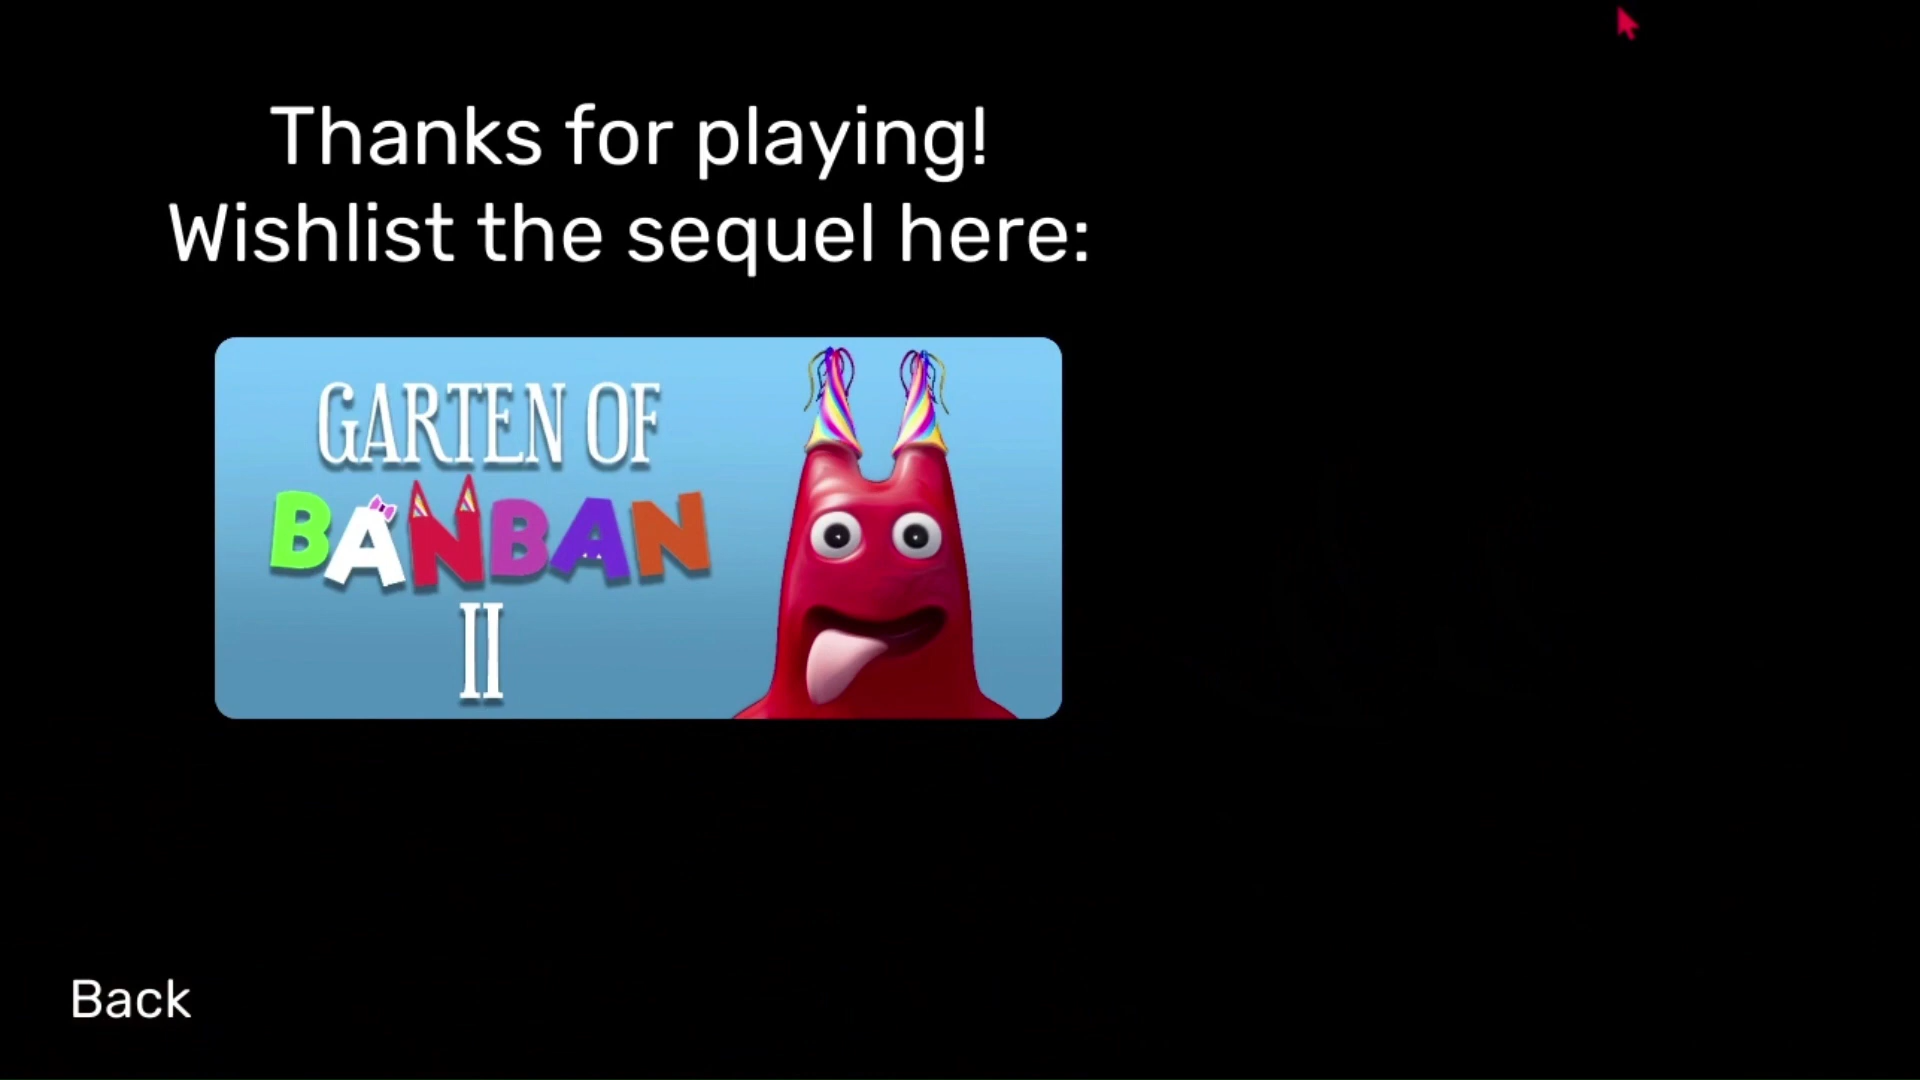 Thanks for playing!
Wishlist the sequel here:
GARTEN OF
BANBAN
II
Back